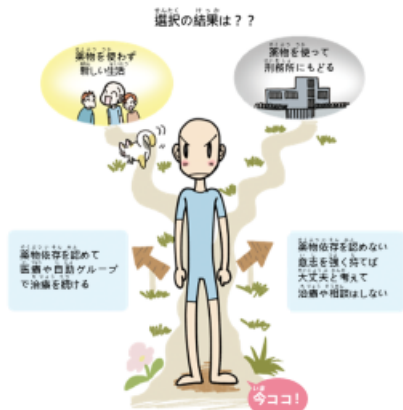 選択の結果は？？
薬物を使わず
新しい生活
薬物を使って
刑務所にもどる
薬物依存を認めて
医療や自助グループ
で治療を続ける
薬物依存を認めない
意志を強く持てば
大丈夫と考えて
治療や相談はしない
今ココ！